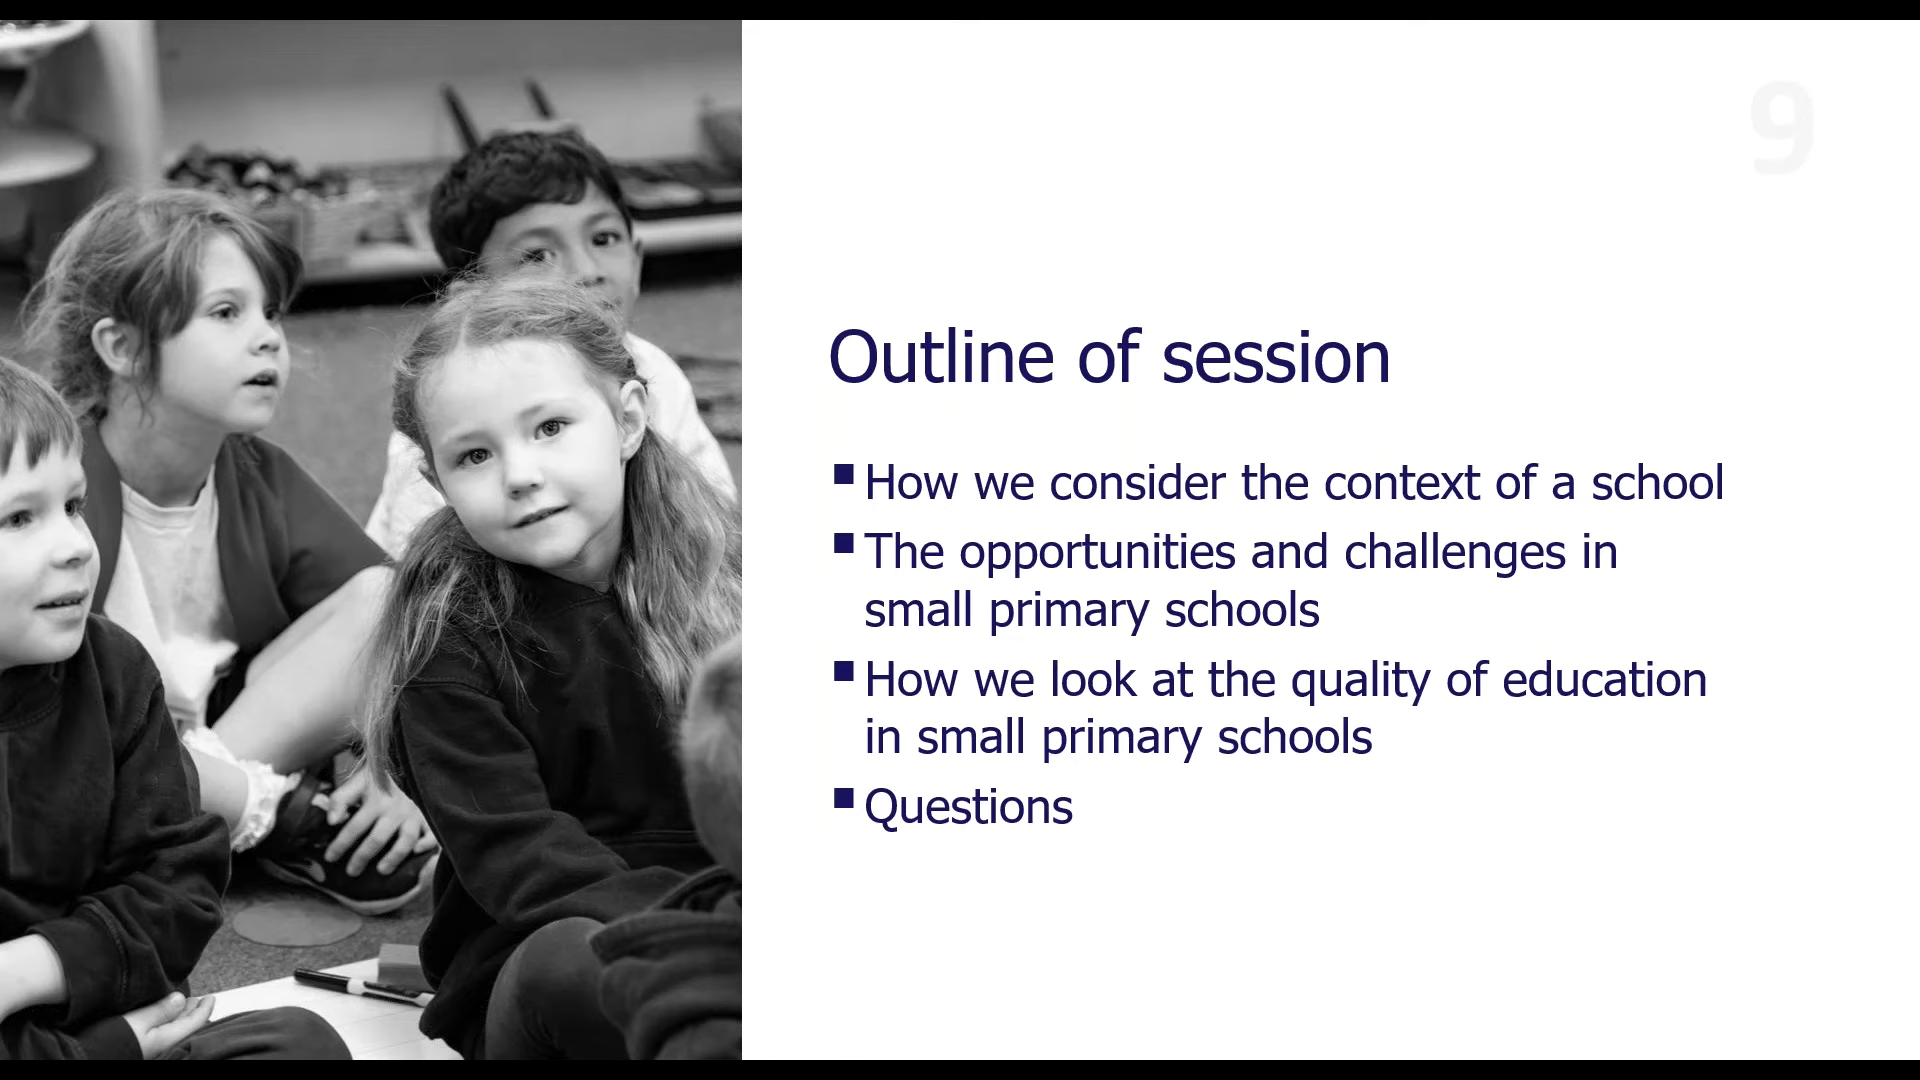 9
Outline of session
▪How we consider the context of a school
▪The opportunities and challenges in
small primary schools
▪How we look at the quality of education
in small primary schools
▪Questions